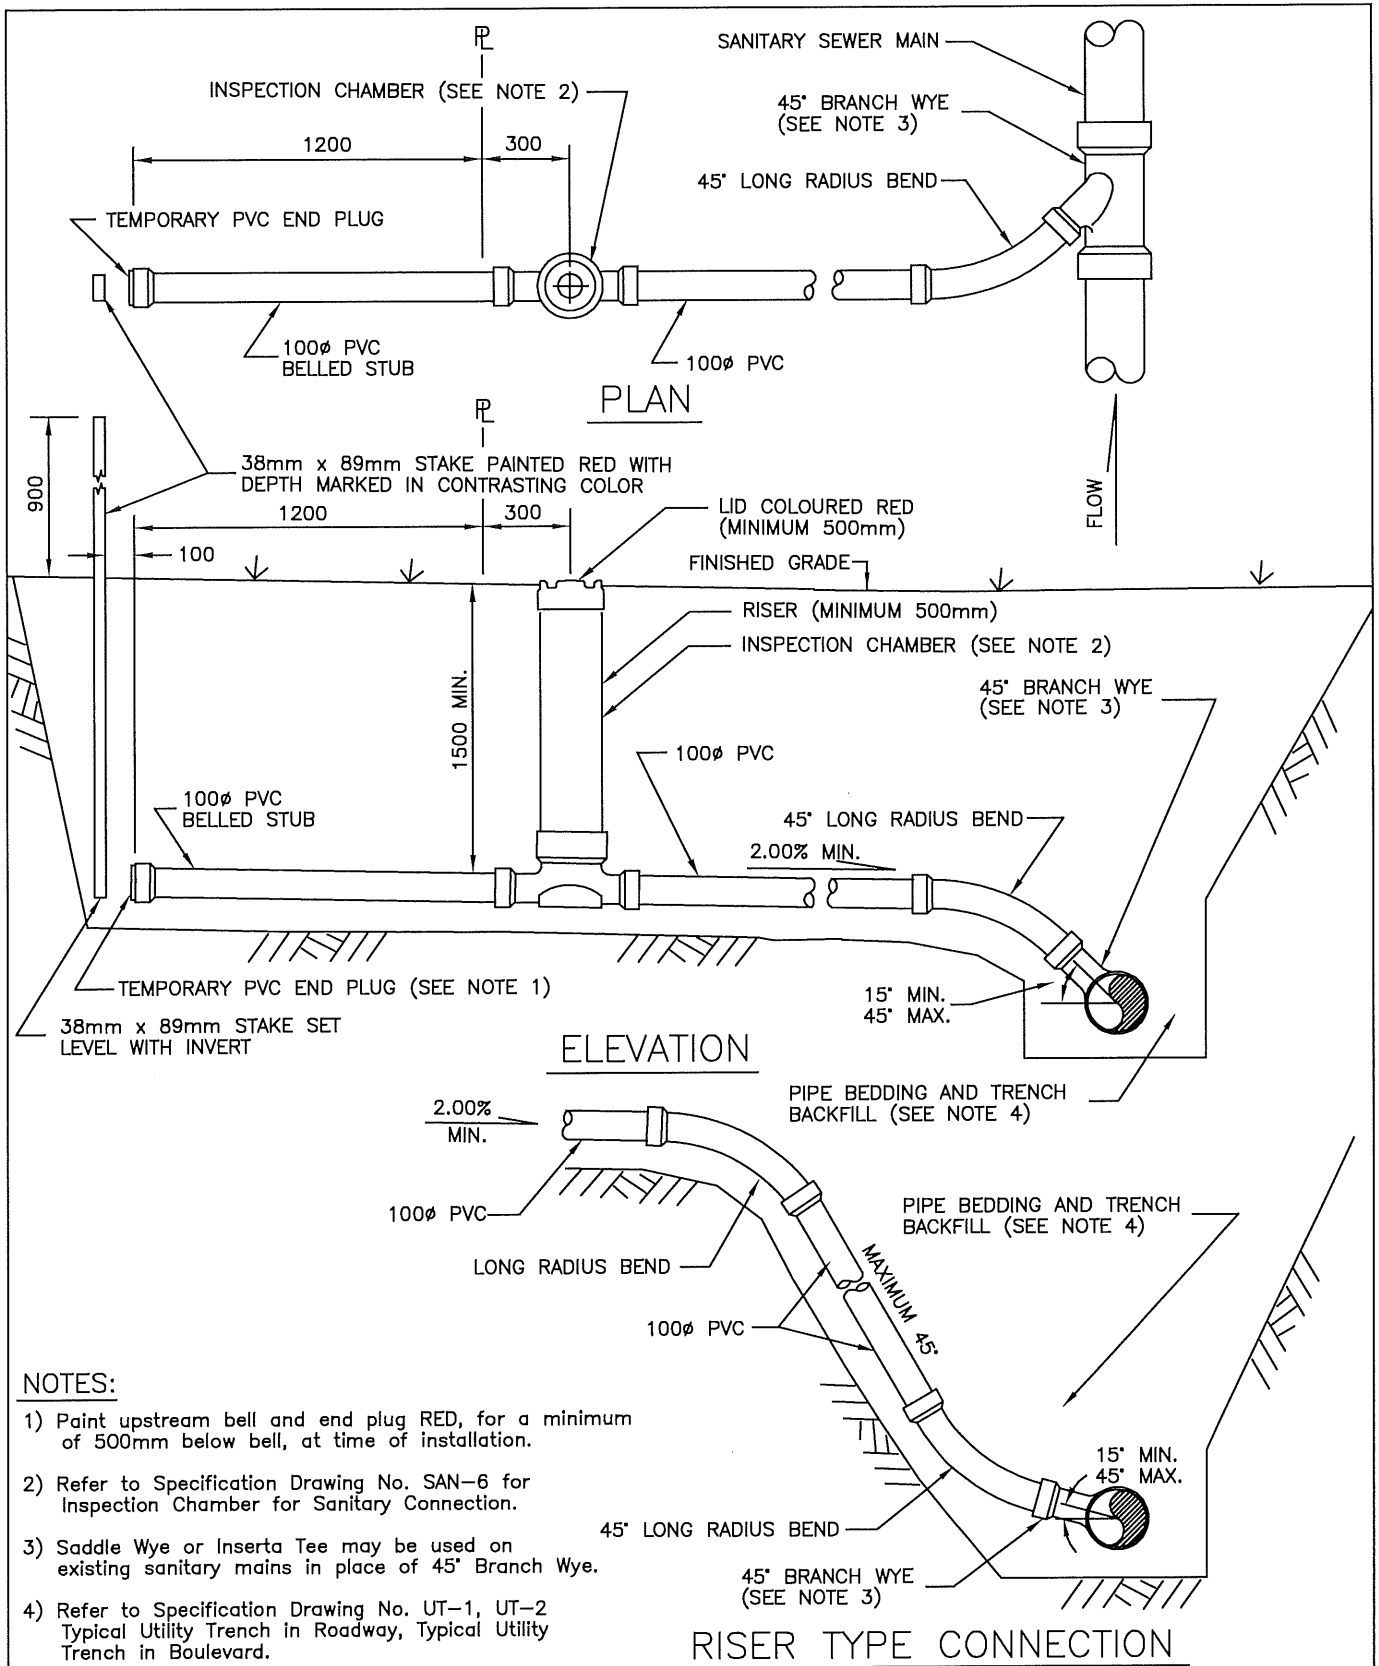 ℄
SANITARY SEWER MAIN
INSPECTION CHAMBER (SEE NOTE 2)
45° BRANCH WYE
(SEE NOTE 3)
1200
300
45° LONG RADIUS BEND
TEMPORARY PVC END PLUG
100ø PVC
BELLED STUB
100ø PVC
PLAN
FLOW
900
38mm x 89mm STAKE PAINTED RED WITH
DEPTH MARKED IN CONTRASTING COLOR
1200
300
100
LID COLOURED RED
(MINIMUM 500mm)
FINISHED GRADE
RISER (MINIMUM 500mm)
INSPECTION CHAMBER (SEE NOTE 2)
45° BRANCH WYE
(SEE NOTE 3)
1500 MIN.
100ø PVC
100ø PVC
BELLED STUB
45° LONG RADIUS BEND
2.00% MIN.
TEMPORARY PVC END PLUG (SEE NOTE 1)
15° MIN.
45° MAX.
38mm x 89mm STAKE SET
LEVEL WITH INVERT
ELEVATION
PIPE BEDDING AND TRENCH
BACKFILL (SEE NOTE 4)
2.00%
MIN.
100ø PVC
PIPE BEDDING AND TRENCH
BACKFILL (SEE NOTE 4)
LONG RADIUS BEND
MAXIMUM 45°
100ø PVC
15° MIN.
45° MAX.
45° LONG RADIUS BEND
45° BRANCH WYE
(SEE NOTE 3)
RISER TYPE CONNECTION
NOTES:
1) Paint upstream bell and end plug RED, for a minimum
of 500mm below bell, at time of installation.
2) Refer to Specification Drawing No. SAN-6 for
Inspection Chamber for Sanitary Connection.
3) Saddle Wye or Inserta Tee may be used on
existing sanitary mains in place of 45° Branch Wye.
4) Refer to Specification Drawing No. UT-1, UT-2
Typical Utility Trench in Roadway, Typical Utility
Trench in Boulevard.